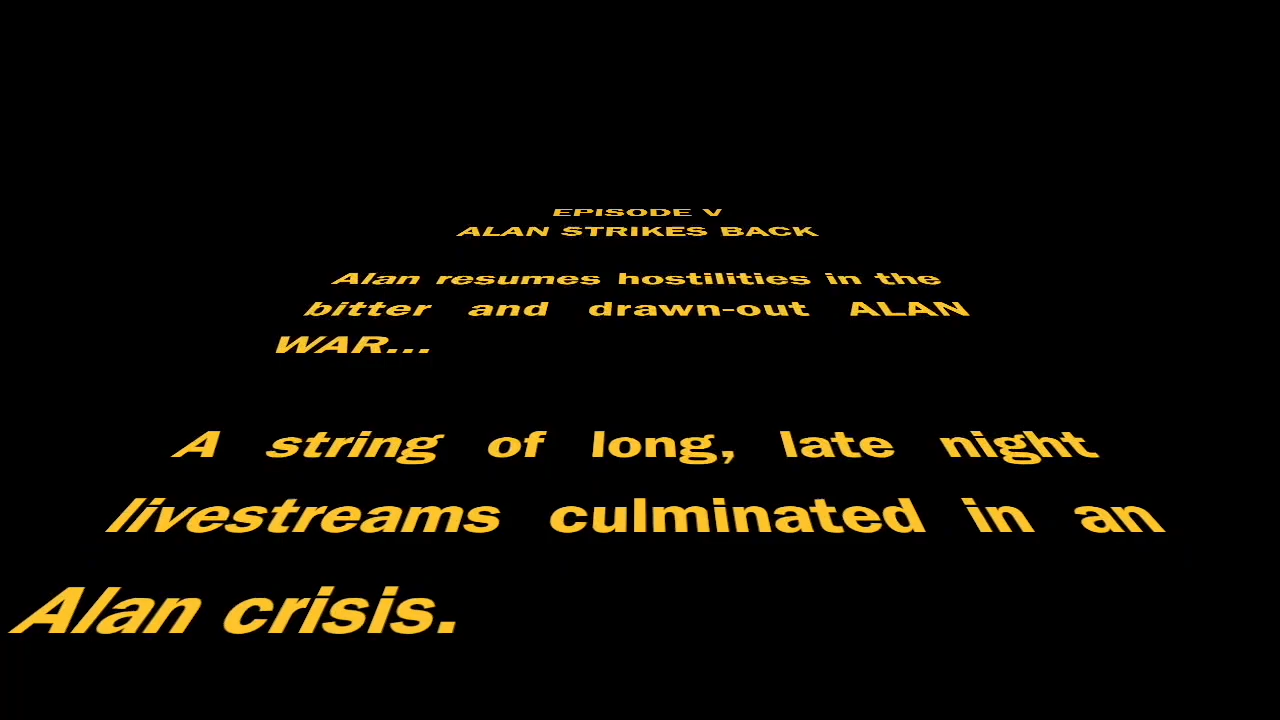 EPISODE V
ALAN STRIKES BACK
Alan resumes hostilities in the
bitter and drawn-out ALAN
WAR...
A string of long, late night
livestreams culminated in an
Alan crisis.